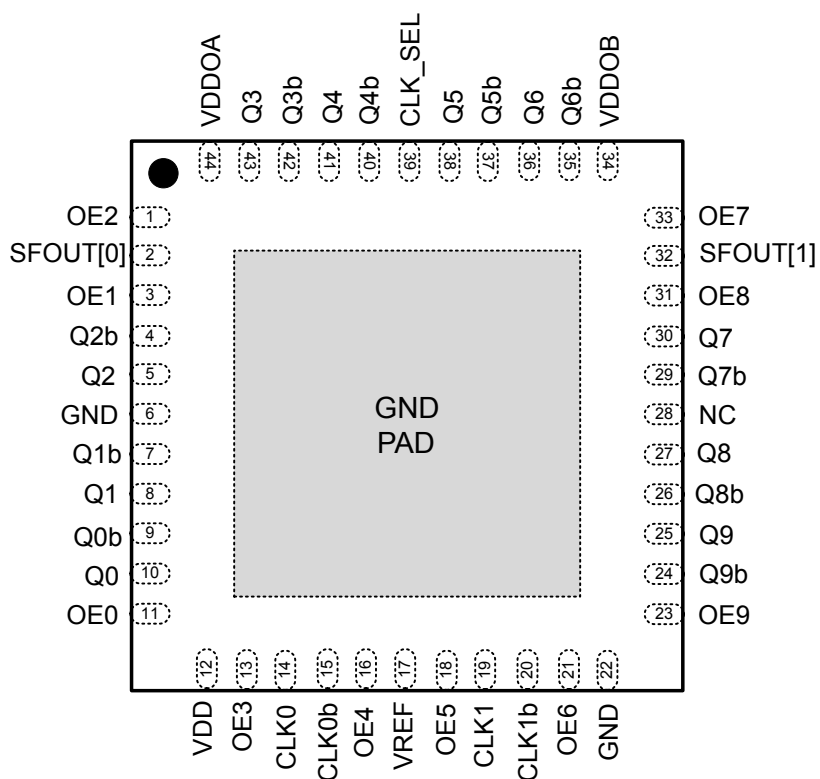 VDDOA
Q3
Q3b
Q4
Q4b
CLK_SEL
Q5
Q5b
Q6
Q6b
VDDOB
44
43
42
41
40
39
38
37
36
35
34
OE2 1
SFOUT[0] 2
OE1 3
Q2b 4
Q2 5
GND 6
Q1b 7
Q1 8
Q0b 9
Q0 10
OE0 11
GND
PAD
33 OE7
32 SFOUT[1]
31 OE8
30 Q7
29 Q7b
28 NC
27 Q8
26 Q8b
25 Q9
24 Q9b
23 OE9
12
13
14
15
16
17
18
19
20
21
22
VDD
OE3
CLK0
CLK0b
OE4
VREF
OE5
CLK1
CLK1b
OE6
GND